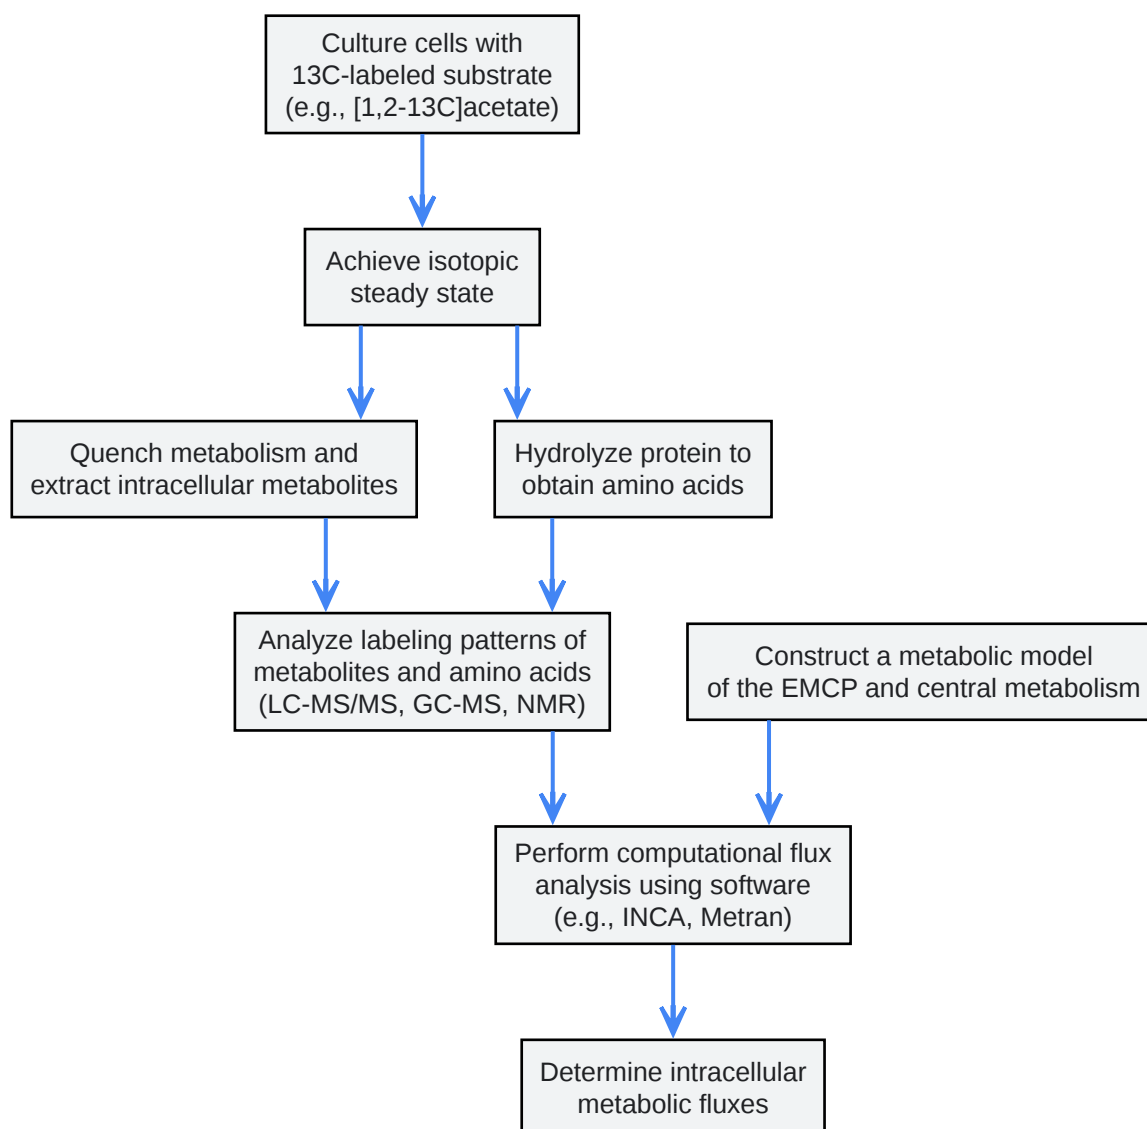 Culture cells with
13C-labeled substrate
(e.g., [1,2-13C]acetate)
Achieve isotopic
steady state
Quench metabolism and
extract intracellular metabolites
Hydrolyze protein to
obtain amino acids
Analyze labeling patterns of
metabolites and amino acids
(LC-MS/MS, GC-MS, NMR)
Construct a metabolic model
of the EMCP and central metabolism
Perform computational flux
analysis using software
(e.g., INCA, Metran)
Determine intracellular
metabolic fluxes